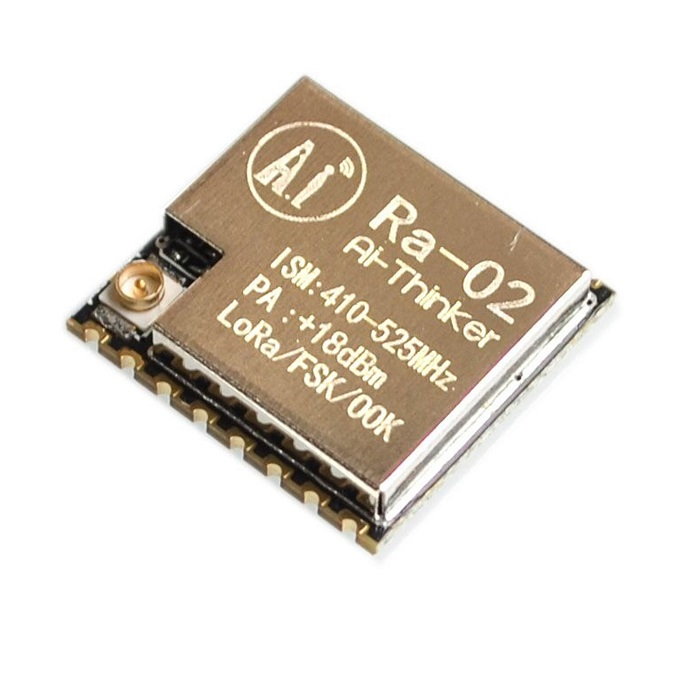 Ai
Ra-02
Ai-Thinker
ISM:410-525MHz
PA:+18dBm
LoRa/FSK/OOK